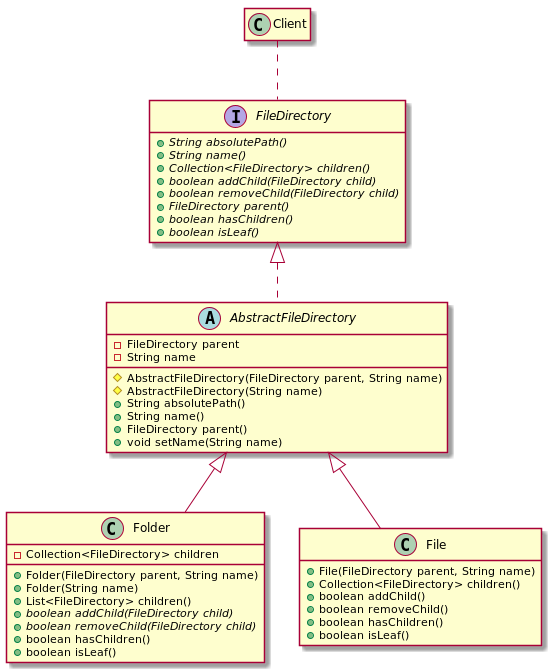 C Client
I FileDirectory
String absolutePath()
String name()
Collection<FileDirectory> children()
boolean addChild(FileDirectory child)
boolean removeChild(FileDirectory child)
FileDirectory parent()
boolean hasChildren()
boolean isLeaf()
A AbstractFileDirectory
FileDirectory parent
String name
AbstractFileDirectory(FileDirectory parent, String name)
AbstractFileDirectory(String name)
String absolutePath()
String name()
FileDirectory parent()
void setName(String name)
C Folder
Collection<FileDirectory> children
Folder(FileDirectory parent, String name)
Folder(String name)
List<FileDirectory> children()
boolean addChild(FileDirectory child)
boolean removeChild(FileDirectory child)
boolean hasChildren()
boolean isLeaf()
C File
File(FileDirectory parent, String name)
Collection<FileDirectory> children()
boolean addChild()
boolean removeChild()
boolean hasChildren()
boolean isLeaf()